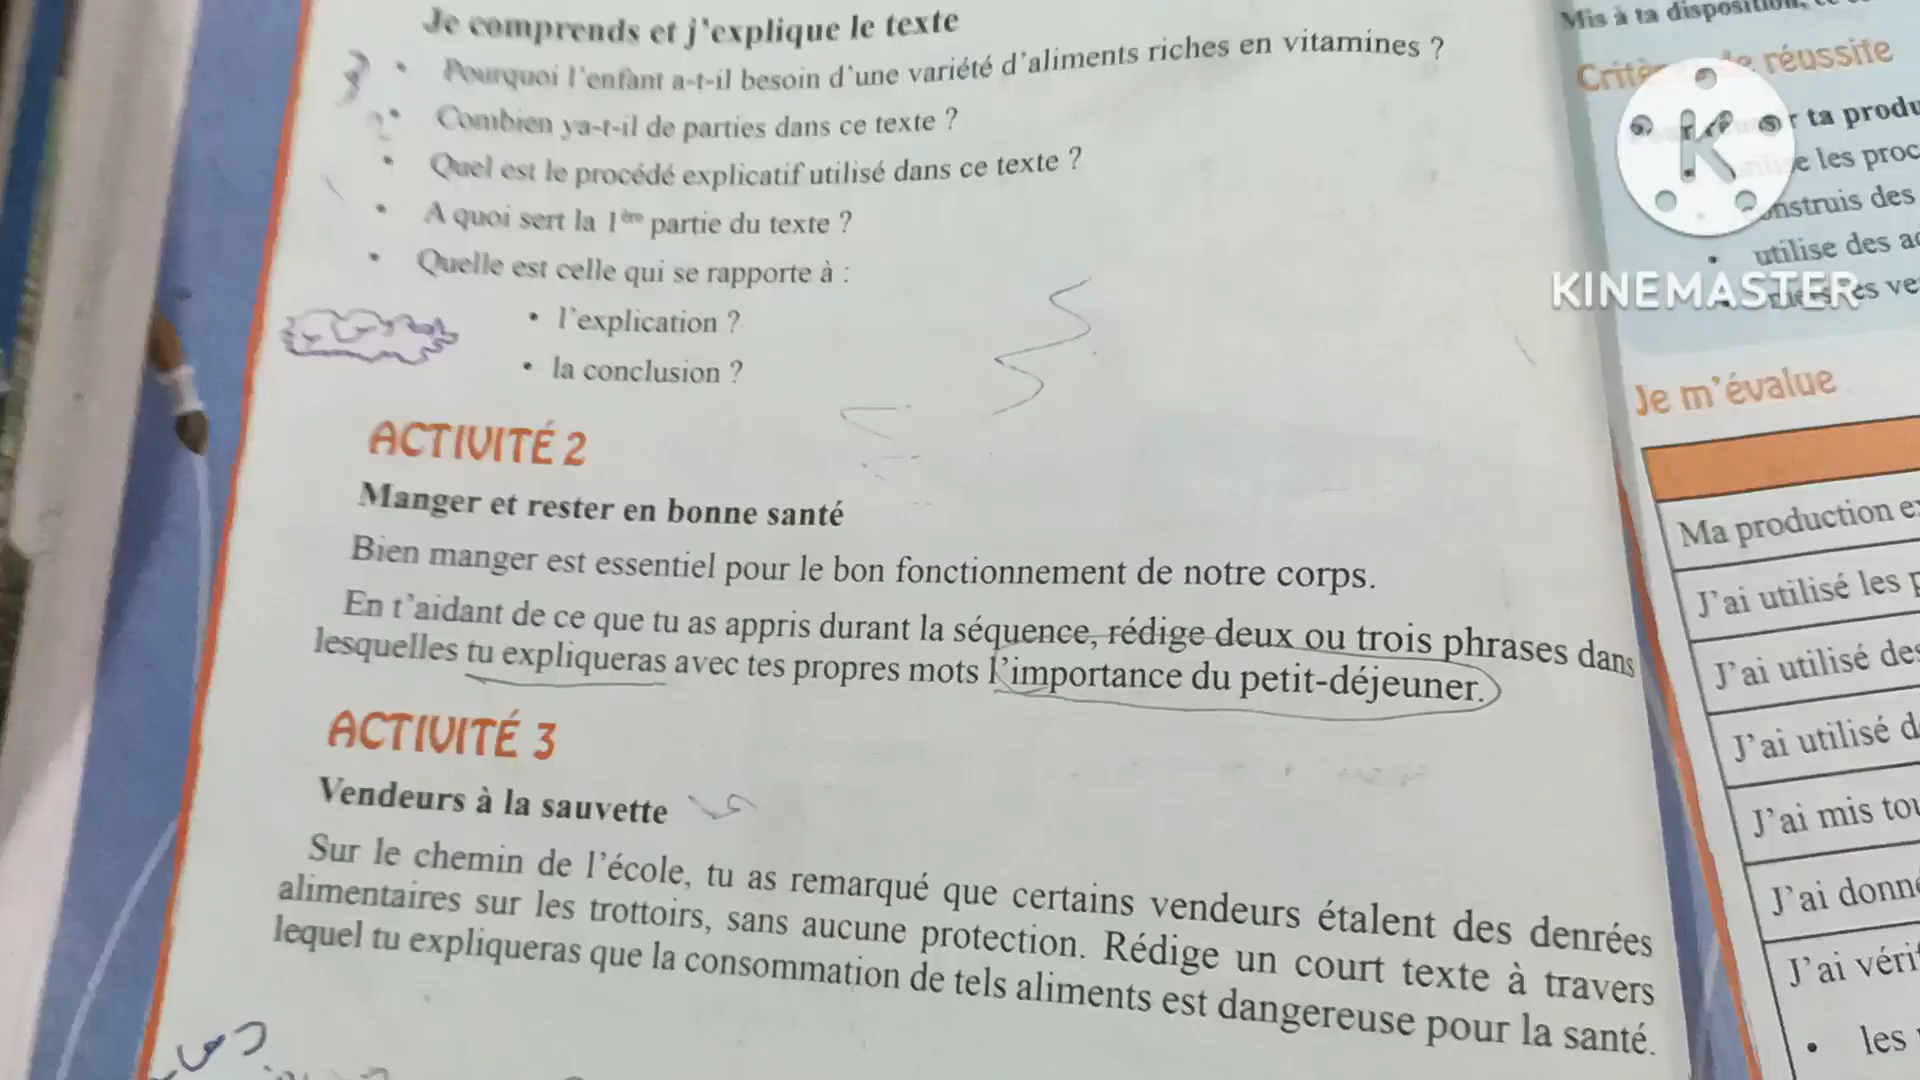 Je comprends et j'explique le texte
• Pourquoi l'enfant a-t-il besoin d'une variété d'aliments riches en vitamines ?
• Combien ya-t-il de parties dans ce texte ?
• Quel est le procédé explicatif utilisé dans ce texte ?
• A quoi sert la 1ère partie du texte ?
• Quelle est celle qui se rapporte à :
• l'explication ?
• la conclusion ?
ACTIVITÉ 2
Manger et rester en bonne santé
Bien manger est essentiel pour le bon fonctionnement de notre corps.
En t'aidant de ce que tu as appris durant la séquence, rédige deux ou trois phrases dans
lesquelles tu expliqueras avec tes propres mots l'importance du petit-déjeuner.
ACTIVITÉ 3
Vendeurs à la sauvette
Sur le chemin de l'école, tu as remarqué que certains vendeurs étalent des denrées
alimentaires sur les trottoirs, sans aucune protection. Rédige un court texte à travers
lequel tu expliqueras que la consommation de tels aliments est dangereuse pour la santé.
Mis à ta disposition,
réussite
ta produ
e les proc
onstruis des
• utilise des ac
es ve
KINEMASTER
Je m'évalue
Ma production e
J'ai utilisé les p
J'ai utilisé des
J'ai utilisé d
J'ai mis tou
J'ai donné
J'ai vérif
• les